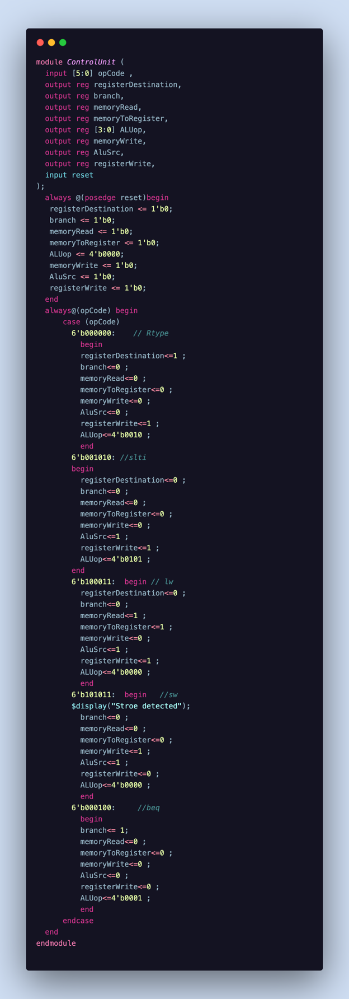 module ControlUnit (
  input [5:0] opCode ,
  output reg registerDestination,
  output reg branch,
  output reg memoryRead,
  output reg memoryToRegister,
  output reg [3:0] ALUop,
  output reg memoryWrite,
  output reg AluSrc,
  output reg registerWrite,
  input reset
);
  always @(posedge reset)begin
   registerDestination <= 1'b0;
   branch <= 1'b0;
   memoryRead <= 1'b0;
   memoryToRegister <= 1'b0;
   ALUop <= 4'b0000;
   memoryWrite <= 1'b0;
   AluSrc <= 1'b0;
   registerWrite <= 1'b0;
  end
  always@(opCode) begin
      case (opCode)
        6'b000000:    // Rtype
          begin
          registerDestination<=1 ;
          branch<=0 ;
          memoryRead<=0 ;
          memoryToRegister<=0 ;
          memoryWrite<=0 ;
          AluSrc<=0 ;
          registerWrite<=1 ;
          ALUop<=4'b0010 ;
          end
        6'b001010: //slti
        begin
          registerDestination<=0 ;
          branch<=0 ;
          memoryRead<=0 ;
          memoryToRegister<=0 ;
          memoryWrite<=0 ;
          AluSrc<=1 ;
          registerWrite<=1 ;
          ALUop<=4'b0101 ;
        end
        6'b100011:  begin // lw
          registerDestination<=0 ;
          branch<=0 ;
          memoryRead<=1 ;
          memoryToRegister<=1 ;
          memoryWrite<=0 ;
          AluSrc<=1 ;
          registerWrite<=1 ;
          ALUop<=4'b0000 ;
          end
        6'b101011:  begin   //sw
        $display("Stroe detected");
          branch<=0 ;
          memoryRead<=0 ;
          memoryToRegister<=0 ;
          memoryWrite<=1 ;
          AluSrc<=1 ;
          registerWrite<=0 ;
          ALUop<=4'b0000 ;
          end
        6'b000100:     //beq
          begin
          branch<= 1;
          memoryRead<=0 ;
          memoryToRegister<=0 ;
          memoryWrite<=0 ;
          AluSrc<=0 ;
          registerWrite<=0 ;
          ALUop<=4'b0001 ;
          end
      endcase
  end
endmodule